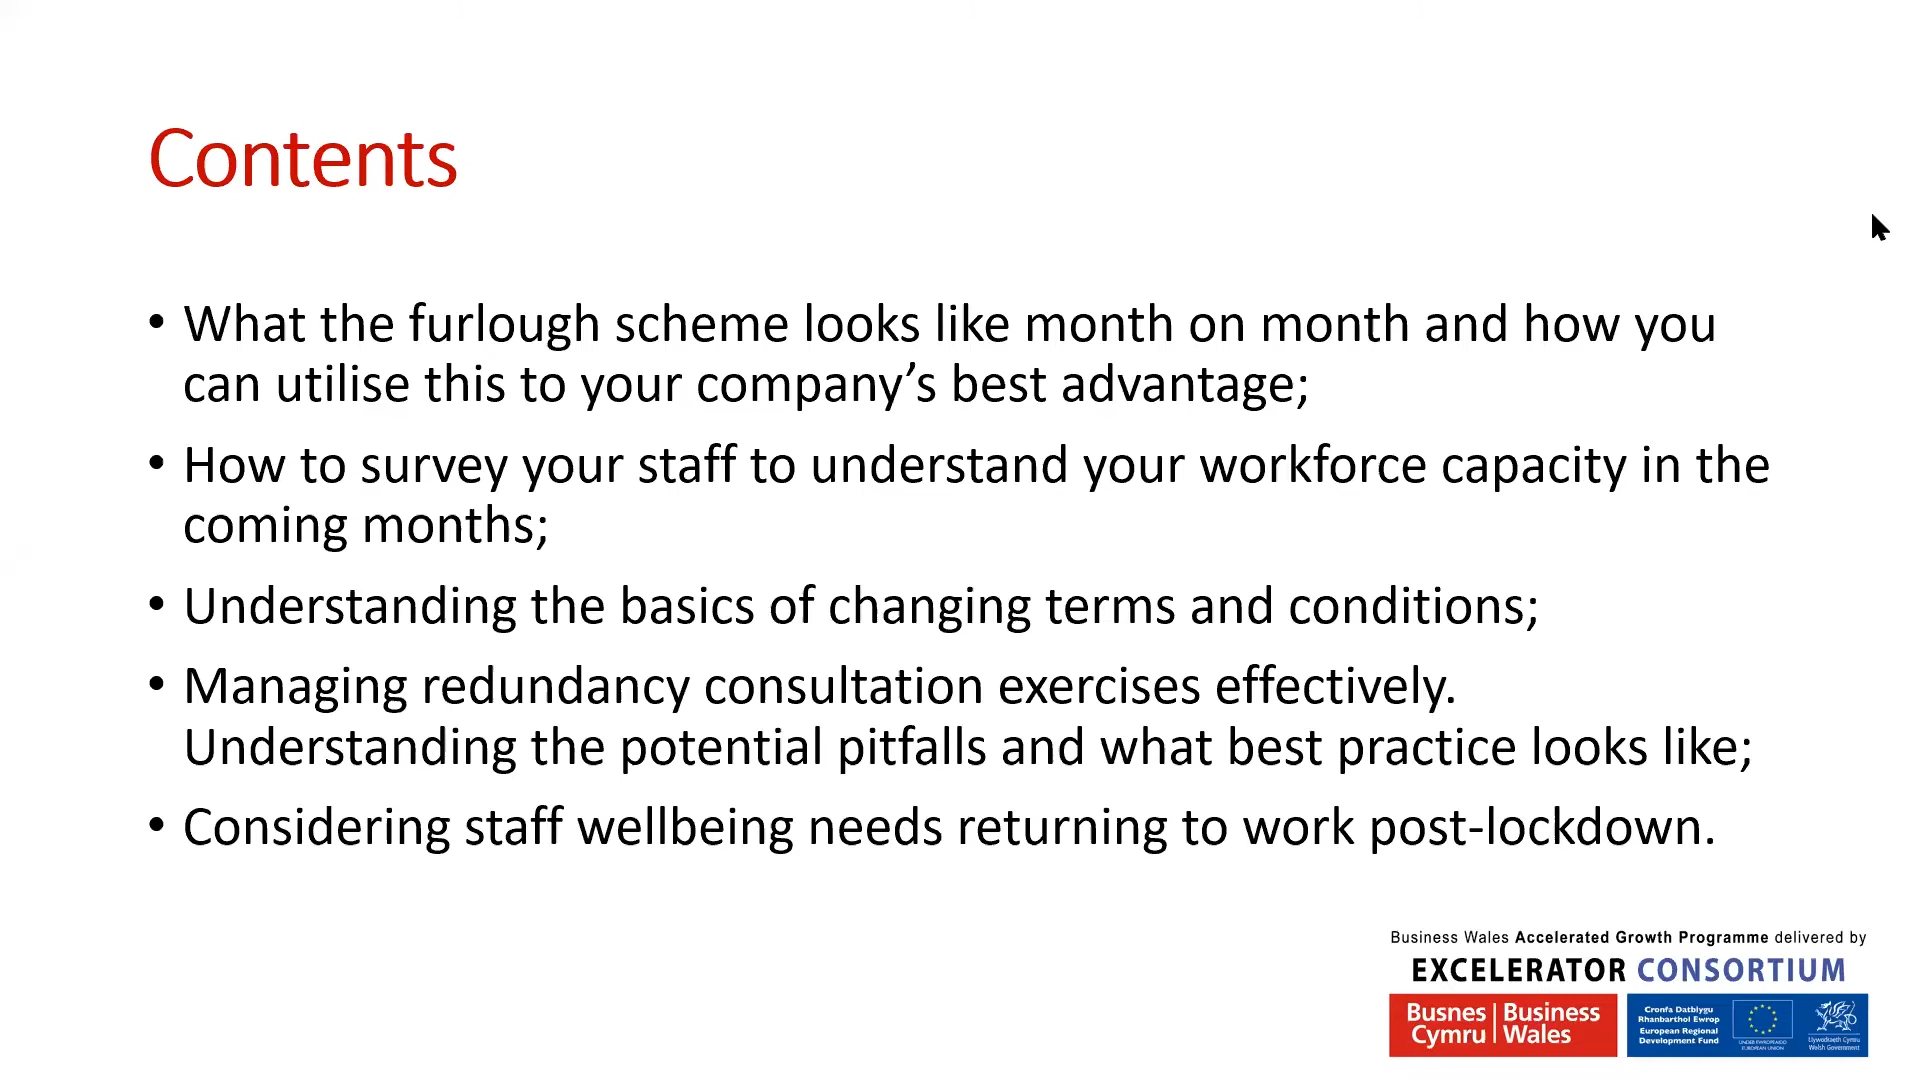 Contents
• What the furlough scheme looks like month on month and how you
can utilise this to your company’s best advantage;
• How to survey your staff to understand your workforce capacity in the
coming months;
• Understanding the basics of changing terms and conditions;
• Managing redundancy consultation exercises effectively.
Understanding the potential pitfalls and what best practice looks like;
• Considering staff wellbeing needs returning to work post-lockdown.
Business Wales Accelerated Growth Programme delivered by
EXCELERATOR CONSORTIUM
Busnes
Cymru
Business
Wales
Cronfa Datblygu
Rhanbarthol Ewrop
European Regional
Development Fund
UNDEB EWROPEAIDD
EUROPEAN UNION
Llywodraeth Cymru
Welsh Government